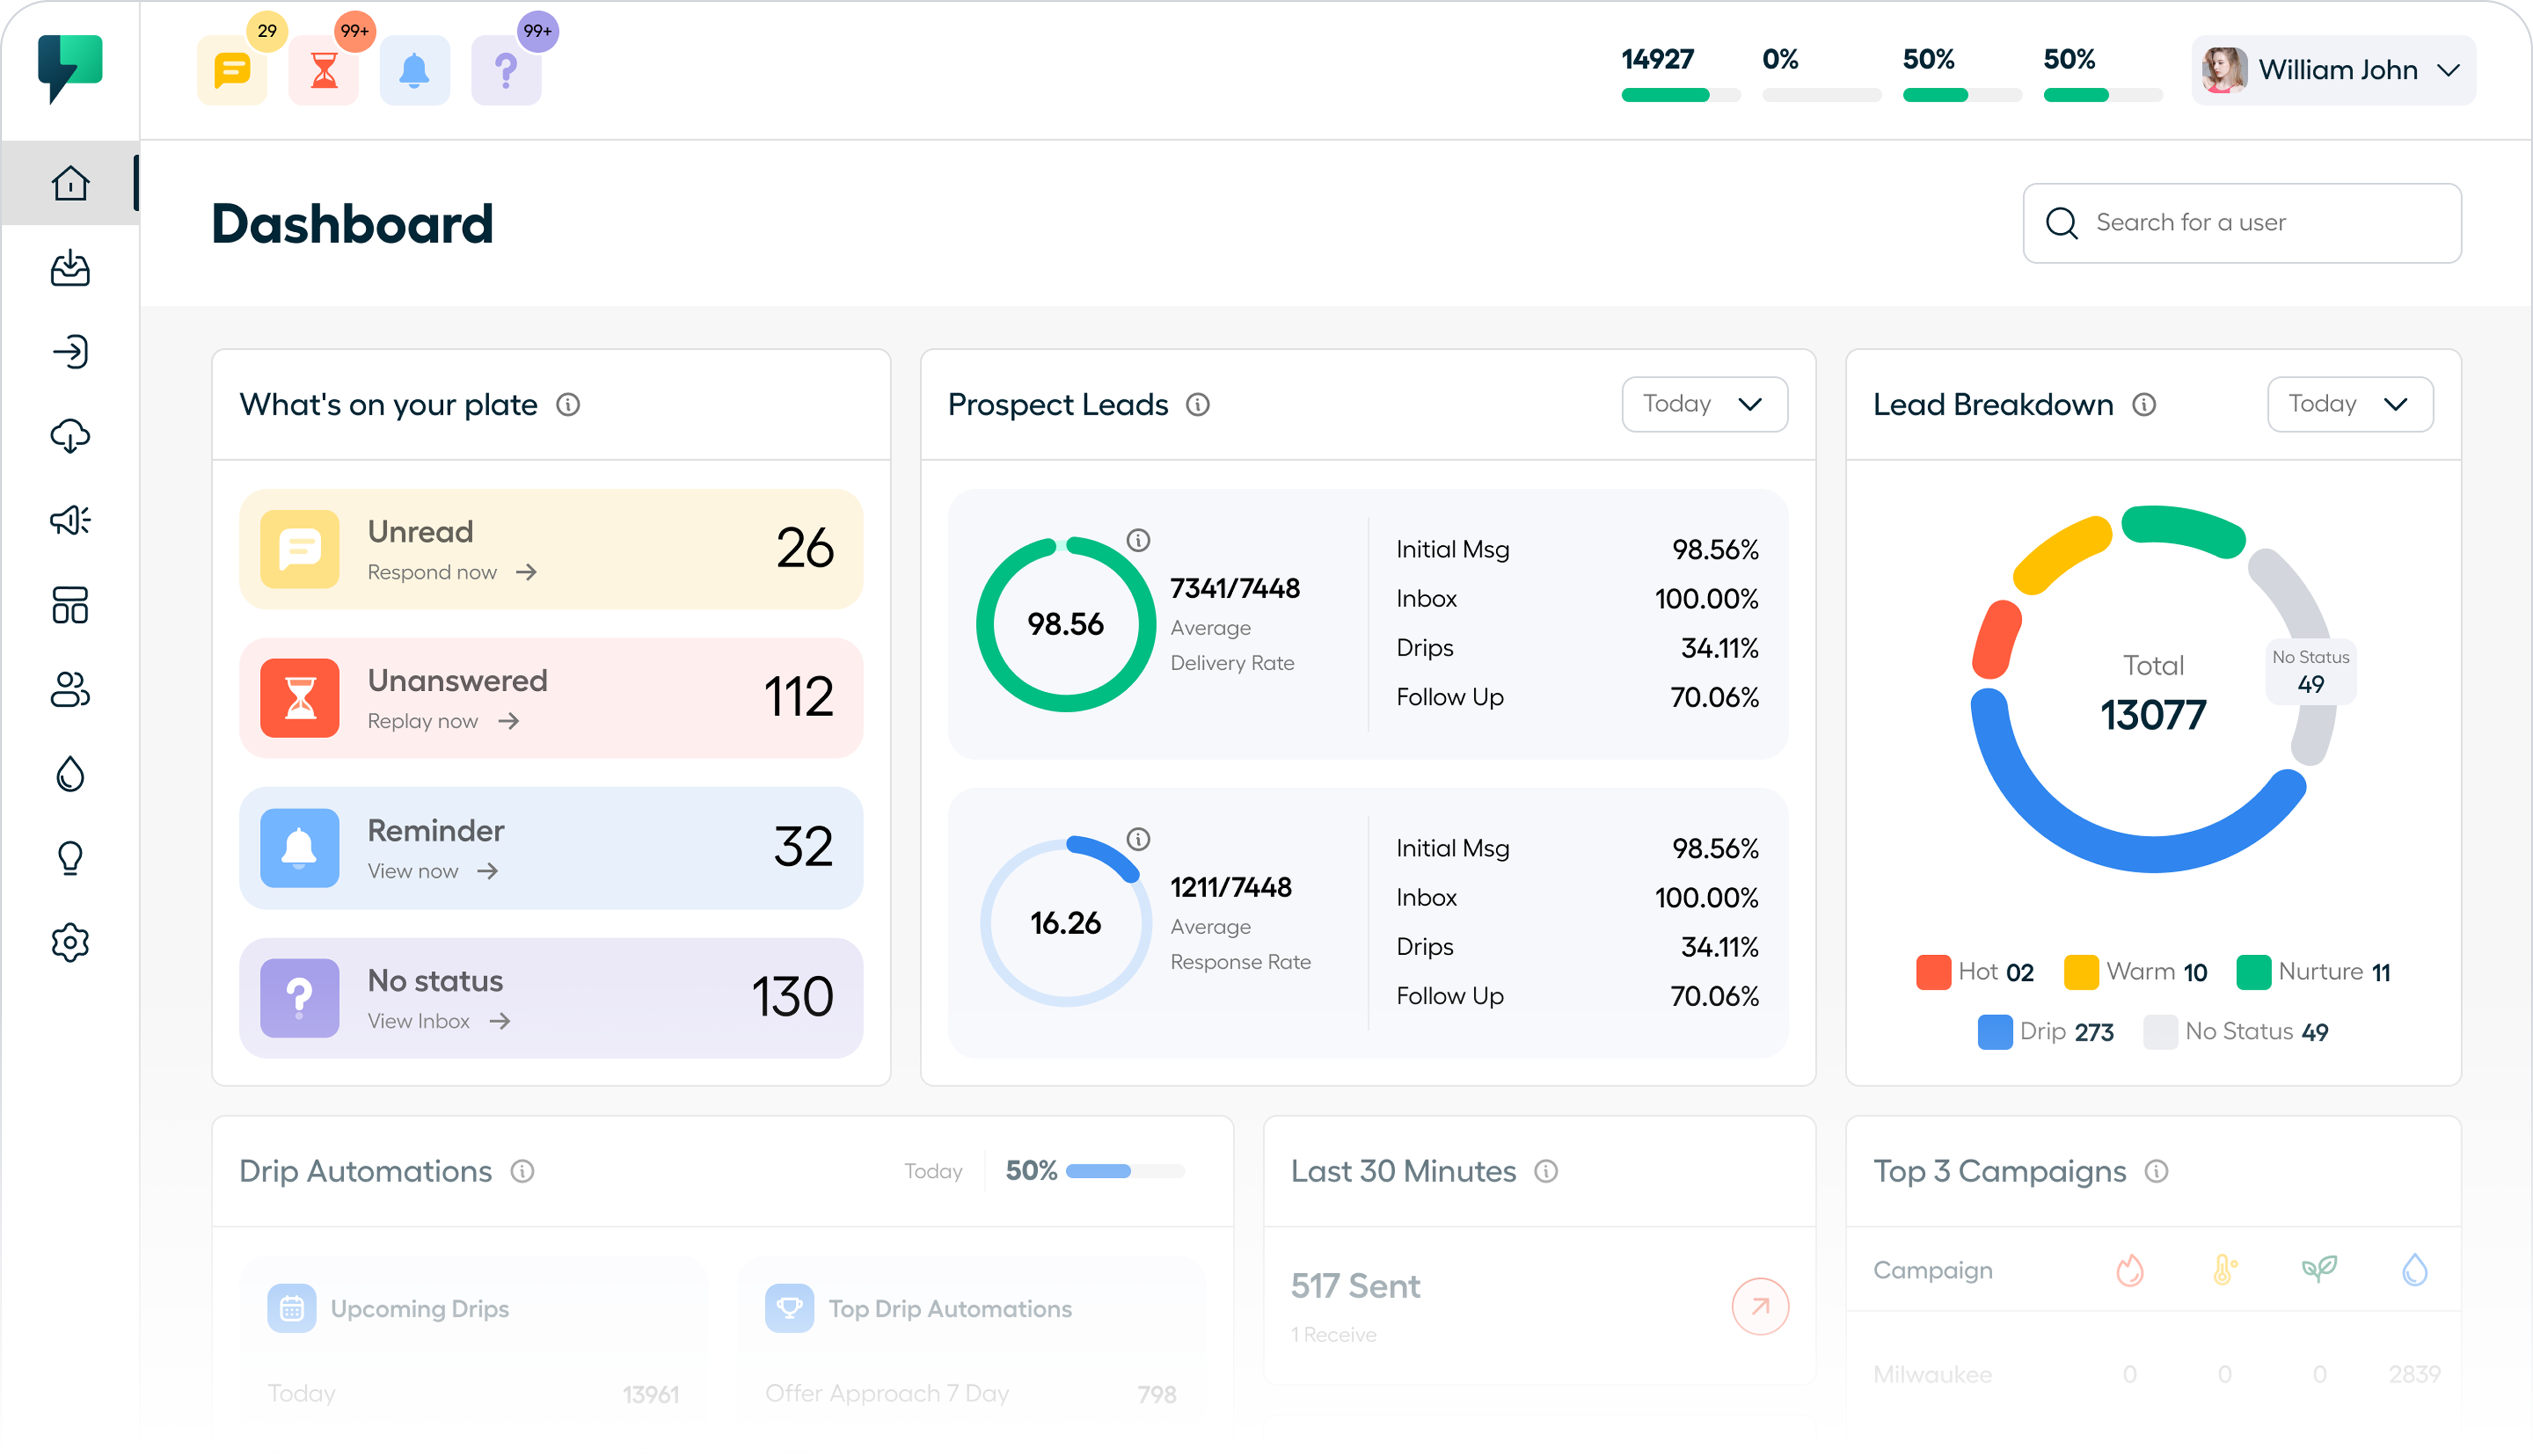 29
99+
99+
14927
0%
50%
50%
William John
Dashboard
Search for a user
What's on your plate
Unread
Respond now
26
Unanswered
Replay now
112
Reminder
View now
32
No status
View Inbox
130
Prospect Leads
Today
98.56
7341/7448
Average
Delivery Rate
Initial Msg 98.56%
Inbox 100.00%
Drips 34.11%
Follow Up 70.06%
16.26
1211/7448
Average
Response Rate
Initial Msg 98.56%
Inbox 100.00%
Drips 34.11%
Follow Up 70.06%
Lead Breakdown
Today
Total
13077
No Status
49
Hot 02 Warm 10 Nurture 11
Drip 273 No Status 49
Drip Automations
Today
50%
Upcoming Drips
Today 13961
Top Drip Automations
Offer Approach 7 Day 798
Last 30 Minutes
517 Sent
1 Receive
Top 3 Campaigns
Campaign
Milwaukee 0 0 0 2839